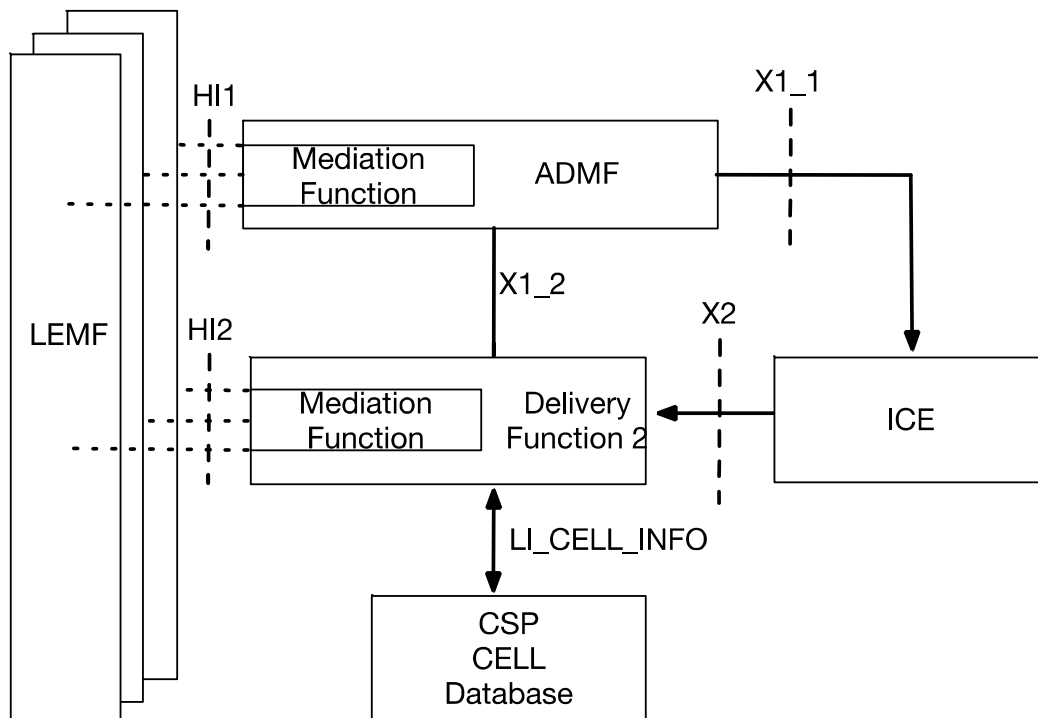 HI1
X1_1
Mediation
Function
ADMF
X1_2
LEMF
HI2
X2
Mediation
Function
Delivery
Function 2
ICE
LI_CELL_INFO
CSP
CELL
Database